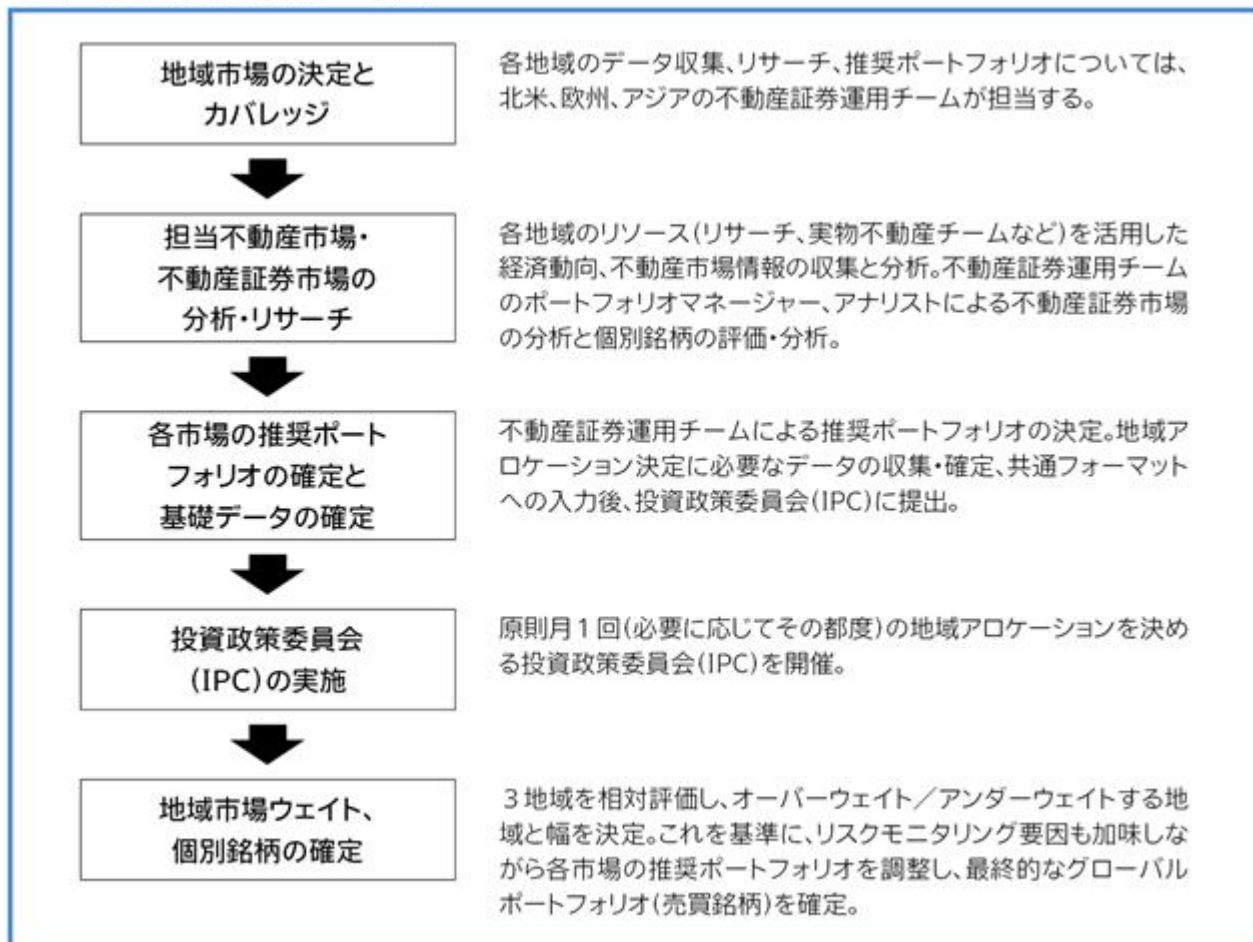 地域市場の決定と
カバレッジ
各地域のデータ収集、リサーチ、推奨ポートフォリオについては、
北米、欧州、アジアの不動産証券運用チームが担当する。
担当不動産市場・
不動産証券市場の
分析・リサーチ
各地域のリソース(リサーチ、実物不動産チームなど)を活用した
経済動向、不動産市場情報の収集と分析。不動産証券運用チーム
のポートフォリオマネージャー、アナリストによる不動産証券市場
の分析と個別銘柄の評価・分析。
各市場の推奨ポート
フォリオの確定と
基礎データの確定
不動産証券運用チームによる推奨ポートフォリオの決定。地域ア
ロケーション決定に必要なデータの収集・確定、共通フォーマット
への入力後、投資政策委員会(IPC)に提出。
投資政策委員会
(IPC)の実施
原則月1回(必要に応じてその都度)の地域アロケーションを決め
る投資政策委員会(IPC)を開催。
地域市場ウェイト、
個別銘柄の確定
3地域を相対評価し、オーバーウェイト／アンダーウェイトする地
域と幅を決定。これを基準に、リスクモニタリング要因も加味しな
がら各市場の推奨ポートフォリオを調整し、最終的なグローバル
ポートフォリオ(売買銘柄)を確定。